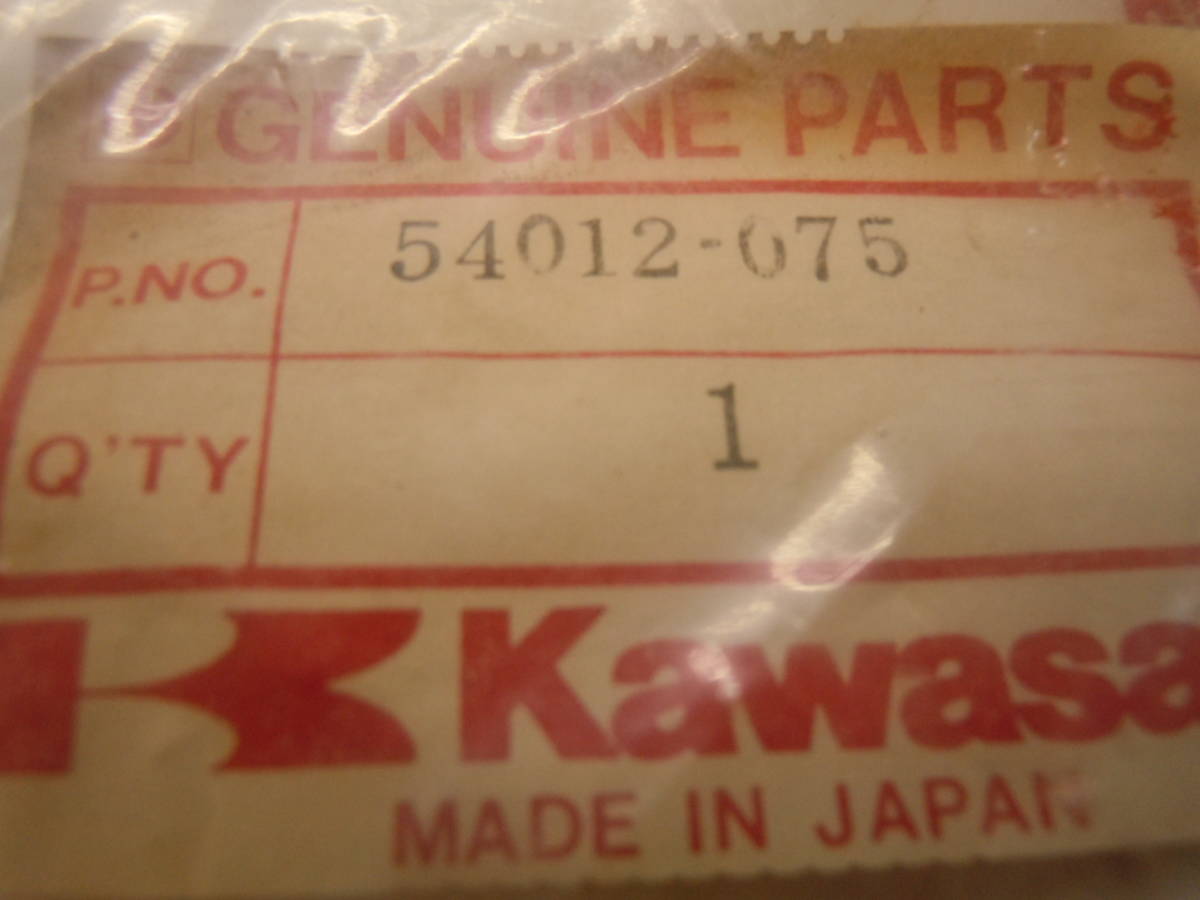 GENUINE PARTS
P.NO. 54012-075
Q'TY 1
Kawasa
MADE IN JAPAN